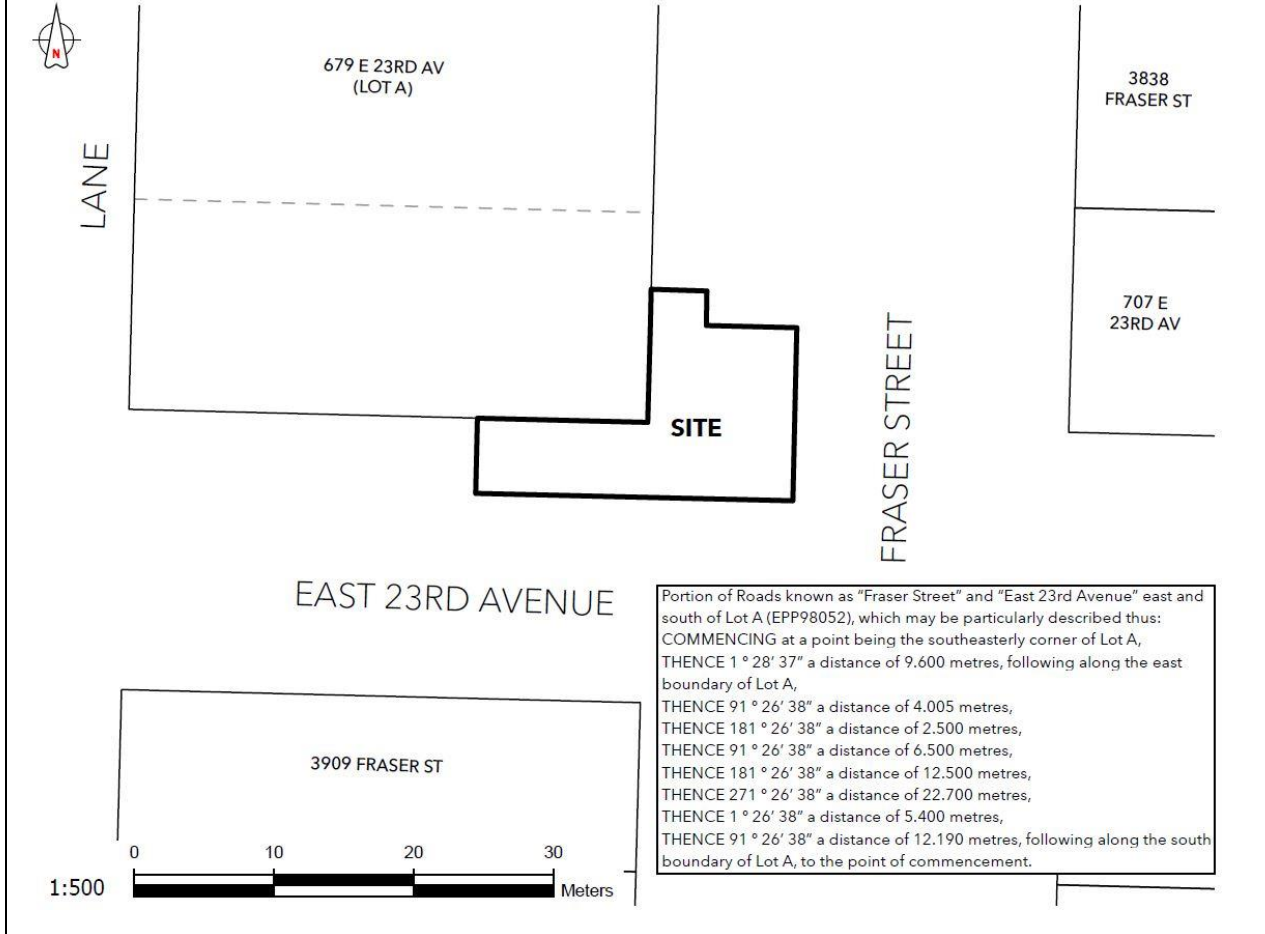 N
679 E 23RD AV
(LOT A)
3838
FRASER ST
LANE
707 E
23RD AV
FRASER STREET
SITE
EAST 23RD AVENUE
Portion of Roads known as “Fraser Street” and “East 23rd Avenue” east and
south of Lot A (EPP98052), which may be particularly described thus:
COMMENCING at a point being the southeasterly corner of Lot A,
THENCE 1 ° 28’ 37” a distance of 9.600 metres, following along the east
boundary of Lot A,
THENCE 91 ° 26’ 38” a distance of 4.005 metres,
THENCE 181 ° 26’ 38” a distance of 2.500 metres,
THENCE 91 ° 26’ 38” a distance of 6.500 metres,
THENCE 181 ° 26’ 38” a distance of 12.500 metres,
THENCE 271 ° 26’ 38” a distance of 22.700 metres,
THENCE 1 ° 26’ 38” a distance of 5.400 metres,
THENCE 91 ° 26’ 38” a distance of 12.190 metres, following along the south
boundary of Lot A, to the point of commencement.
3909 FRASER ST
0 10 20 30
1:500 Meters